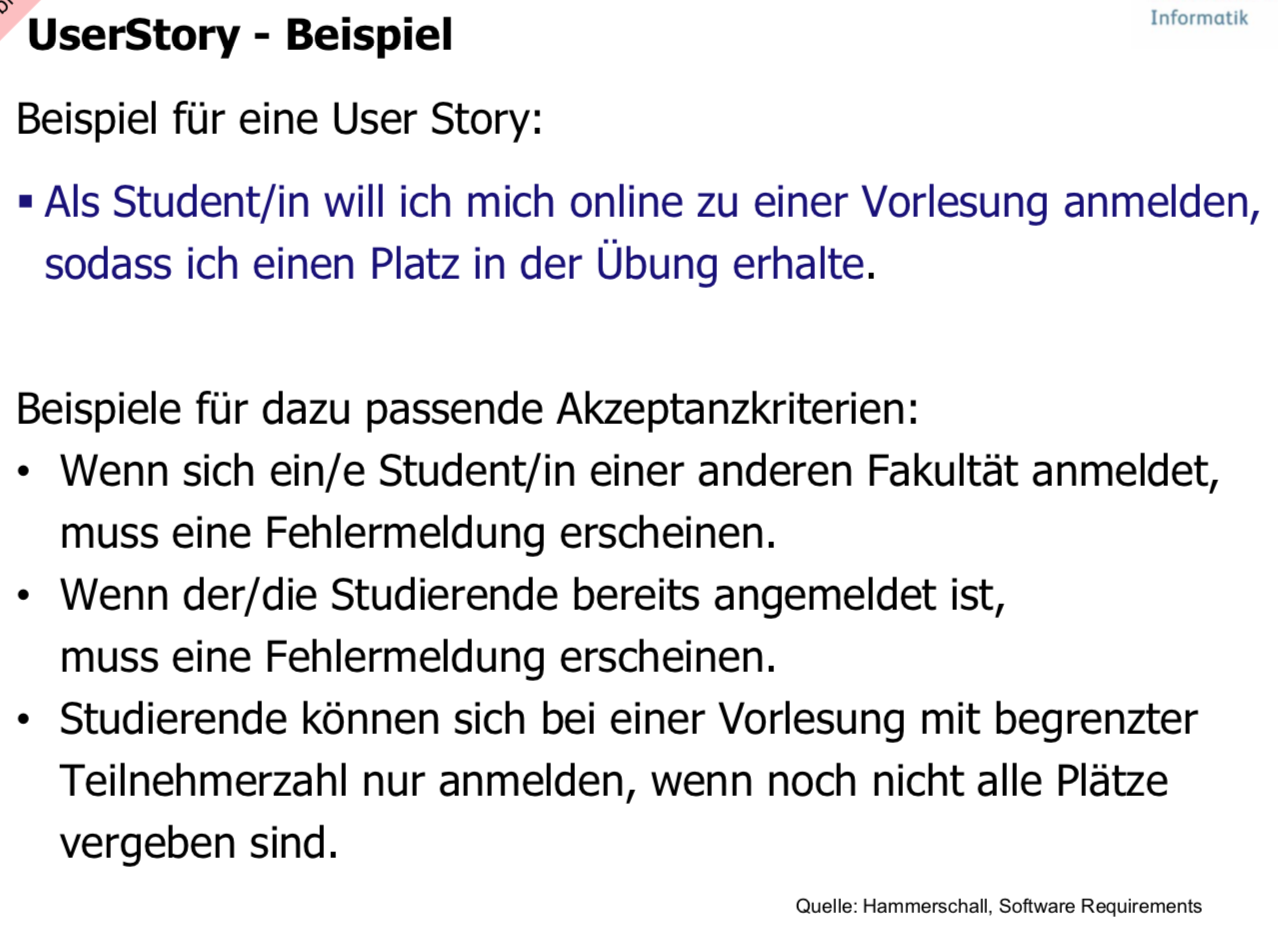 UserStory - Beispiel
Informatik
Beispiel für eine User Story:
▪ Als Student/in will ich mich online zu einer Vorlesung anmelden,
sodass ich einen Platz in der Übung erhalte.
Beispiele für dazu passende Akzeptanzkriterien:
• Wenn sich ein/e Student/in einer anderen Fakultät anmeldet,
muss eine Fehlermeldung erscheinen.
• Wenn der/die Studierende bereits angemeldet ist,
muss eine Fehlermeldung erscheinen.
• Studierende können sich bei einer Vorlesung mit begrenzter
Teilnehmerzahl nur anmelden, wenn noch nicht alle Plätze
vergeben sind.
Quelle: Hammerschall, Software Requirements